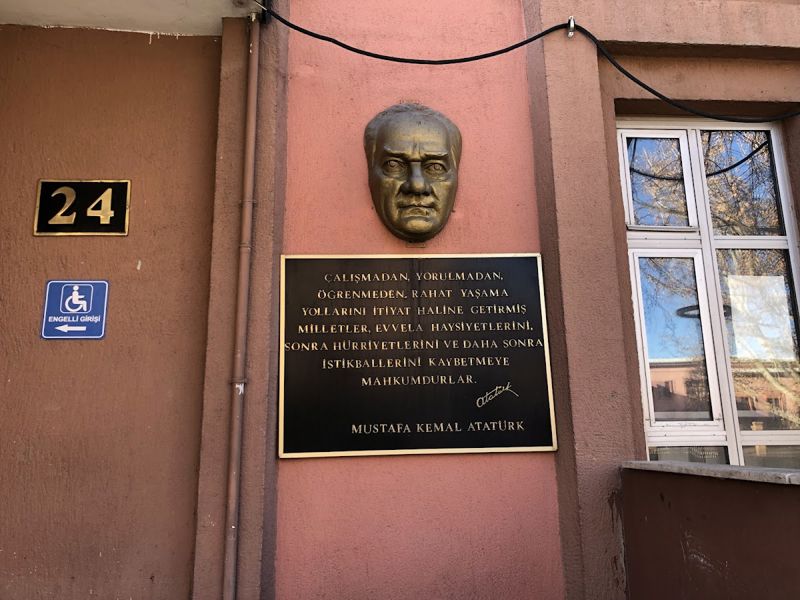 24
ENGELLİ GİRİŞİ
ÇALIŞMADAN, YORULMADAN,
ÖĞRENMEDEN, RAHAT YAŞAMA
YOLLARINI İTİYAT HALİNE GETİRMİŞ
MİLLETLER, EVVELA HAYSİYETLERİNİ,
SONRA HÜRRİYETLERİNİ VE DAHA SONRA
İSTİKBALLERİNİ KAYBETMEYE
MAHKUMDURLAR.
Atatürk
MUSTAFA KEMAL ATATÜRK